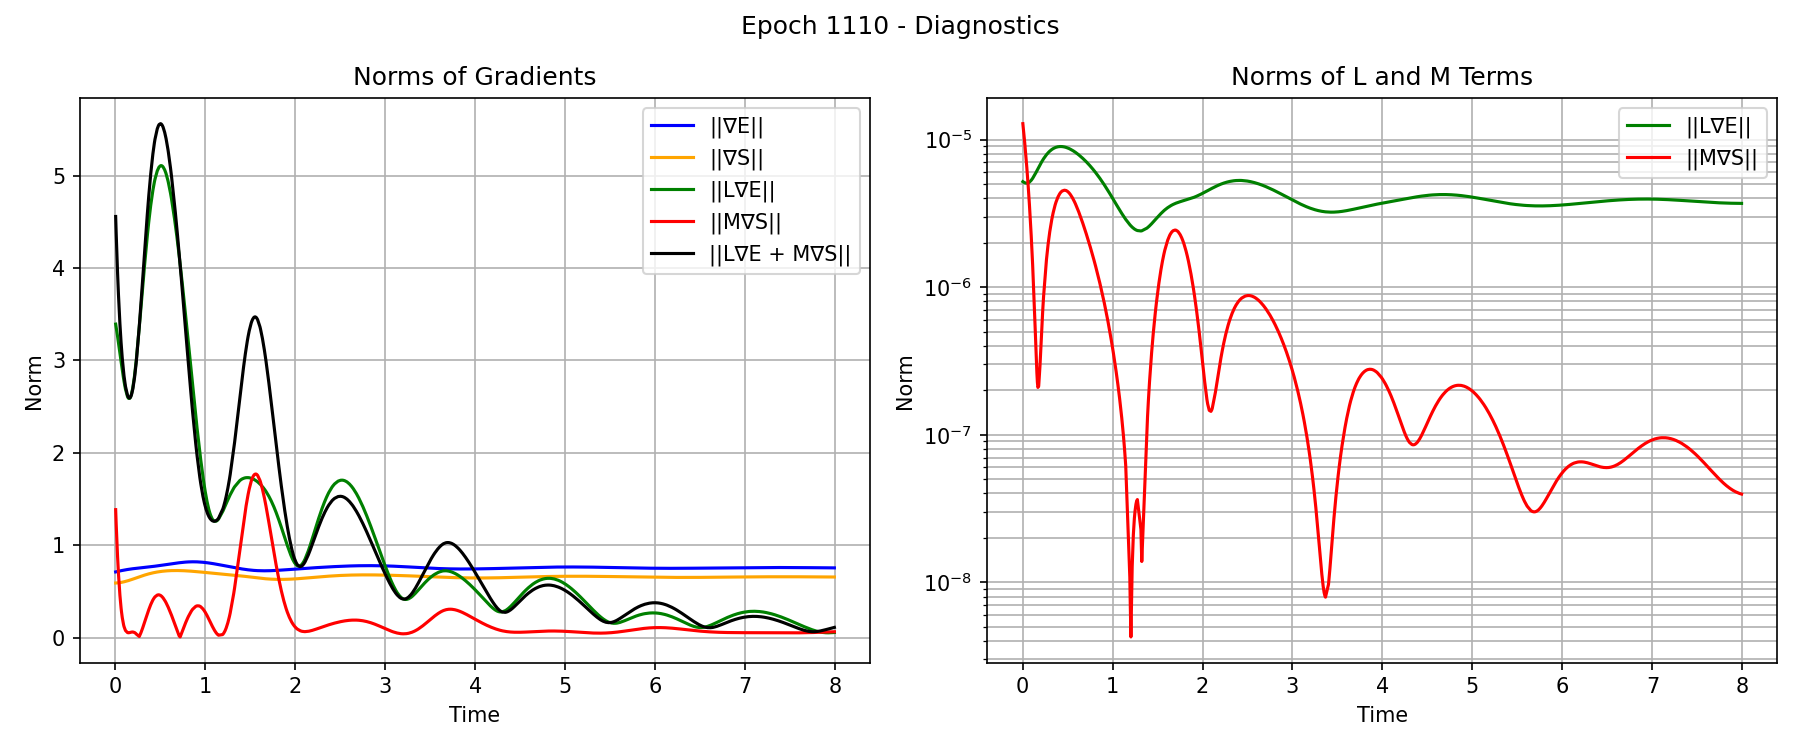 Epoch 1110 - Diagnostics
Norms of Gradients
Norm
5
4
3
2
1
0
||∇E||
||∇S||
||L∇E||
||M∇S||
||L∇E + M∇S||
0 1 2 3 4 5 6 7 8
Time
Norms of L and M Terms
Norm
10⁻⁵
10⁻⁶
10⁻⁷
10⁻⁸
||L∇E||
||M∇S||
0 1 2 3 4 5 6 7 8
Time